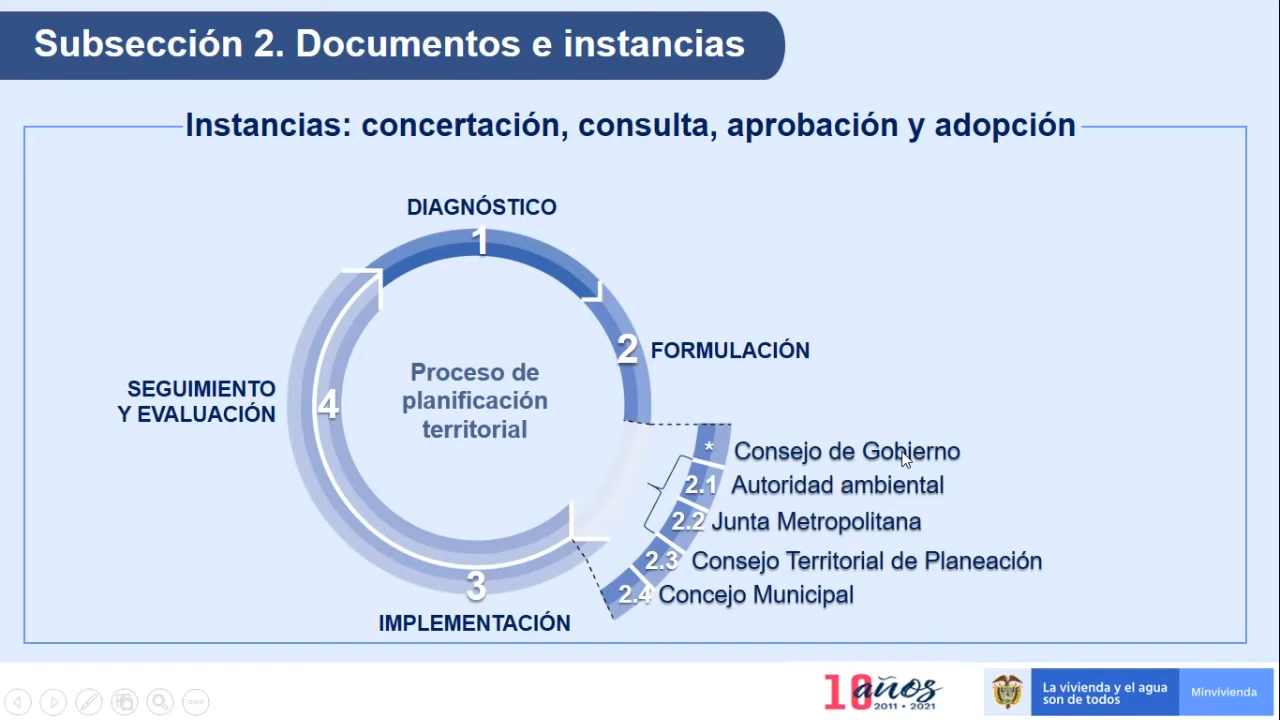 Subsección 2. Documentos e instancias
Instancias: concertación, consulta, aprobación y adopción
DIAGNÓSTICO
1
2 FORMULACIÓN
Proceso de
planificación
territorial
SEGUIMIENTO
Y EVALUACIÓN
4
* Consejo de Gobierno
2.1 Autoridad ambiental
2.2 Junta Metropolitana
2.3 Consejo Territorial de Planeación
2.4 Concejo Municipal
3
IMPLEMENTACIÓN
10 años
2011 • 2021
La vivienda y el agua
son de todos
Minvivienda